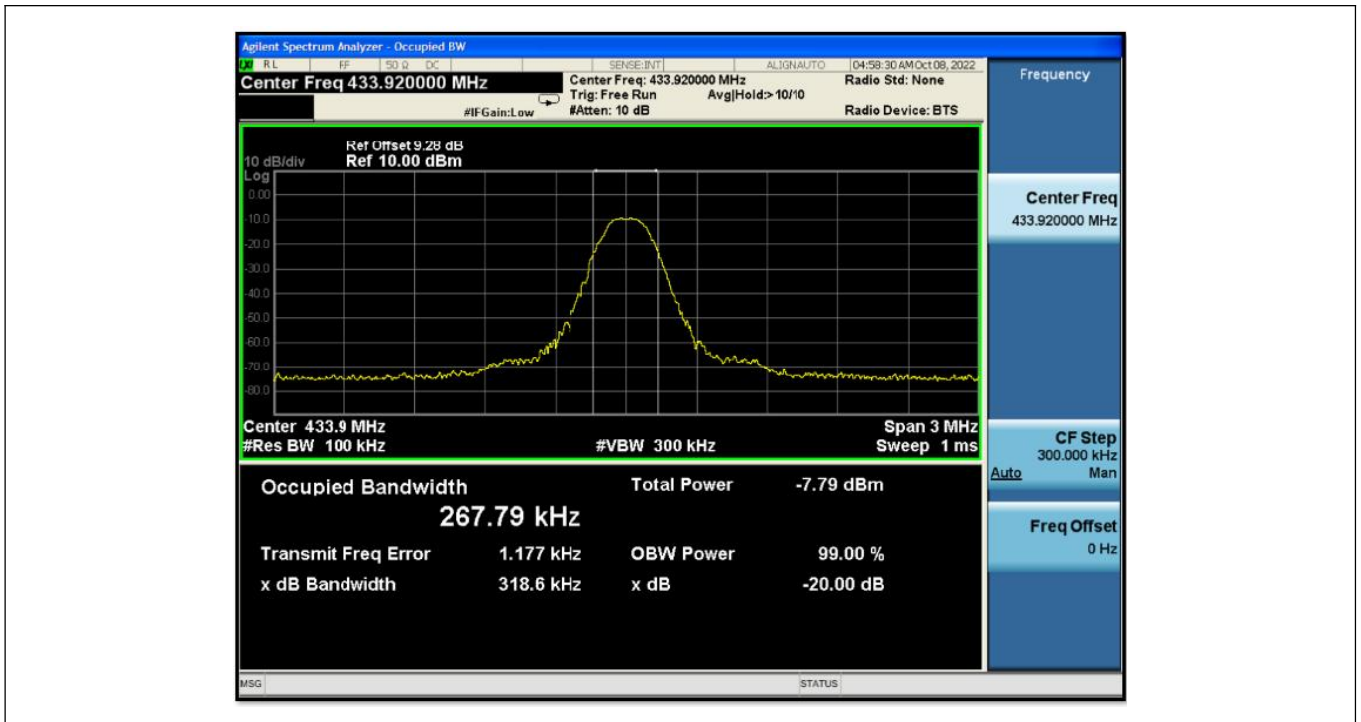 Agilent Spectrum Analyzer - Occupied BW
LXI RL RF 50 Ω DC SENSE:INT ALIGNAUTO 04:58:30 AM Oct 08, 2022
Center Freq 433.920000 MHz
Center Freq: 433.920000 MHz Radio Std: None
Trig: Free Run Avg|Hold:>10/10
#IFGain:Low #Atten: 10 dB Radio Device: BTS
Frequency
Ref Offset 9.28 dB
10 dB/div Ref 10.00 dBm
Log
0.00
-10.0
-20.0
-30.0
-40.0
-50.0
-60.0
-70.0
-80.0
Center 433.9 MHz Span 3 MHz
#Res BW 100 kHz #VBW 300 kHz Sweep 1 ms
Occupied Bandwidth Total Power -7.79 dBm
267.79 kHz
Transmit Freq Error 1.177 kHz OBW Power 99.00 %
x dB Bandwidth 318.6 kHz x dB -20.00 dB
Center Freq
433.920000 MHz
CF Step
300.000 kHz
Auto Man
Freq Offset
0 Hz
MSG STATUS